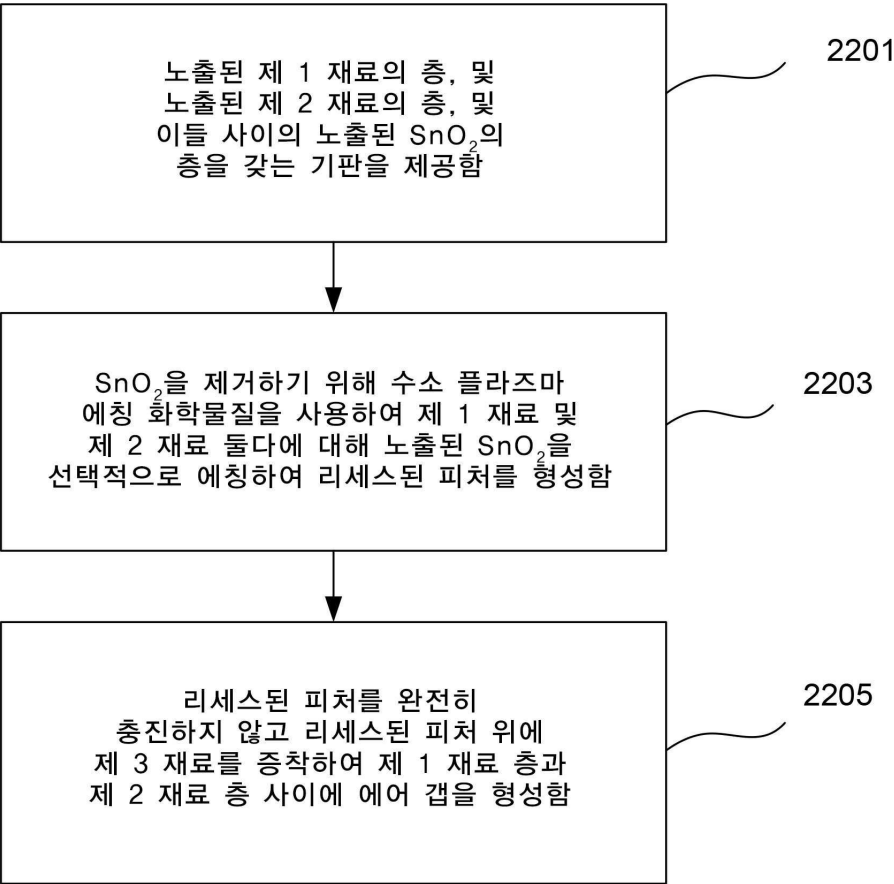 노출된 제 1 재료의 층, 및
노출된 제 2 재료의 층, 및
이들 사이의 노출된 SnO₂의
층을 갖는 기판을 제공함
2201
SnO₂을 제거하기 위해 수소 플라즈마
에칭 화학물질을 사용하여 제 1 재료 및
제 2 재료 둘다에 대해 노출된 SnO₂을
선택적으로 에칭하여 리세스된 피처를 형성함
2203
리세스된 피처를 완전히
충진하지 않고 리세스된 피처 위에
제 3 재료를 증착하여 제 1 재료 층과
제 2 재료 층 사이에 에어 갭을 형성함
2205